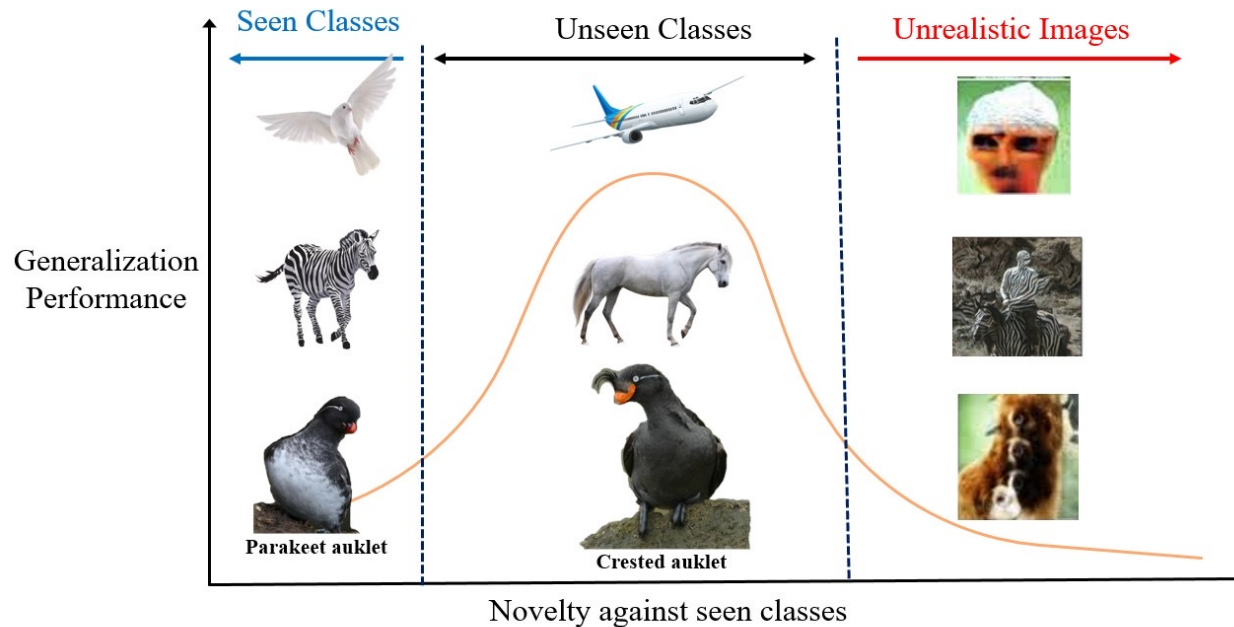 Seen Classes
Unseen Classes
Unrealistic Images
Generalization
Performance
Parakeet auklet
Crested auklet
Novelty against seen classes